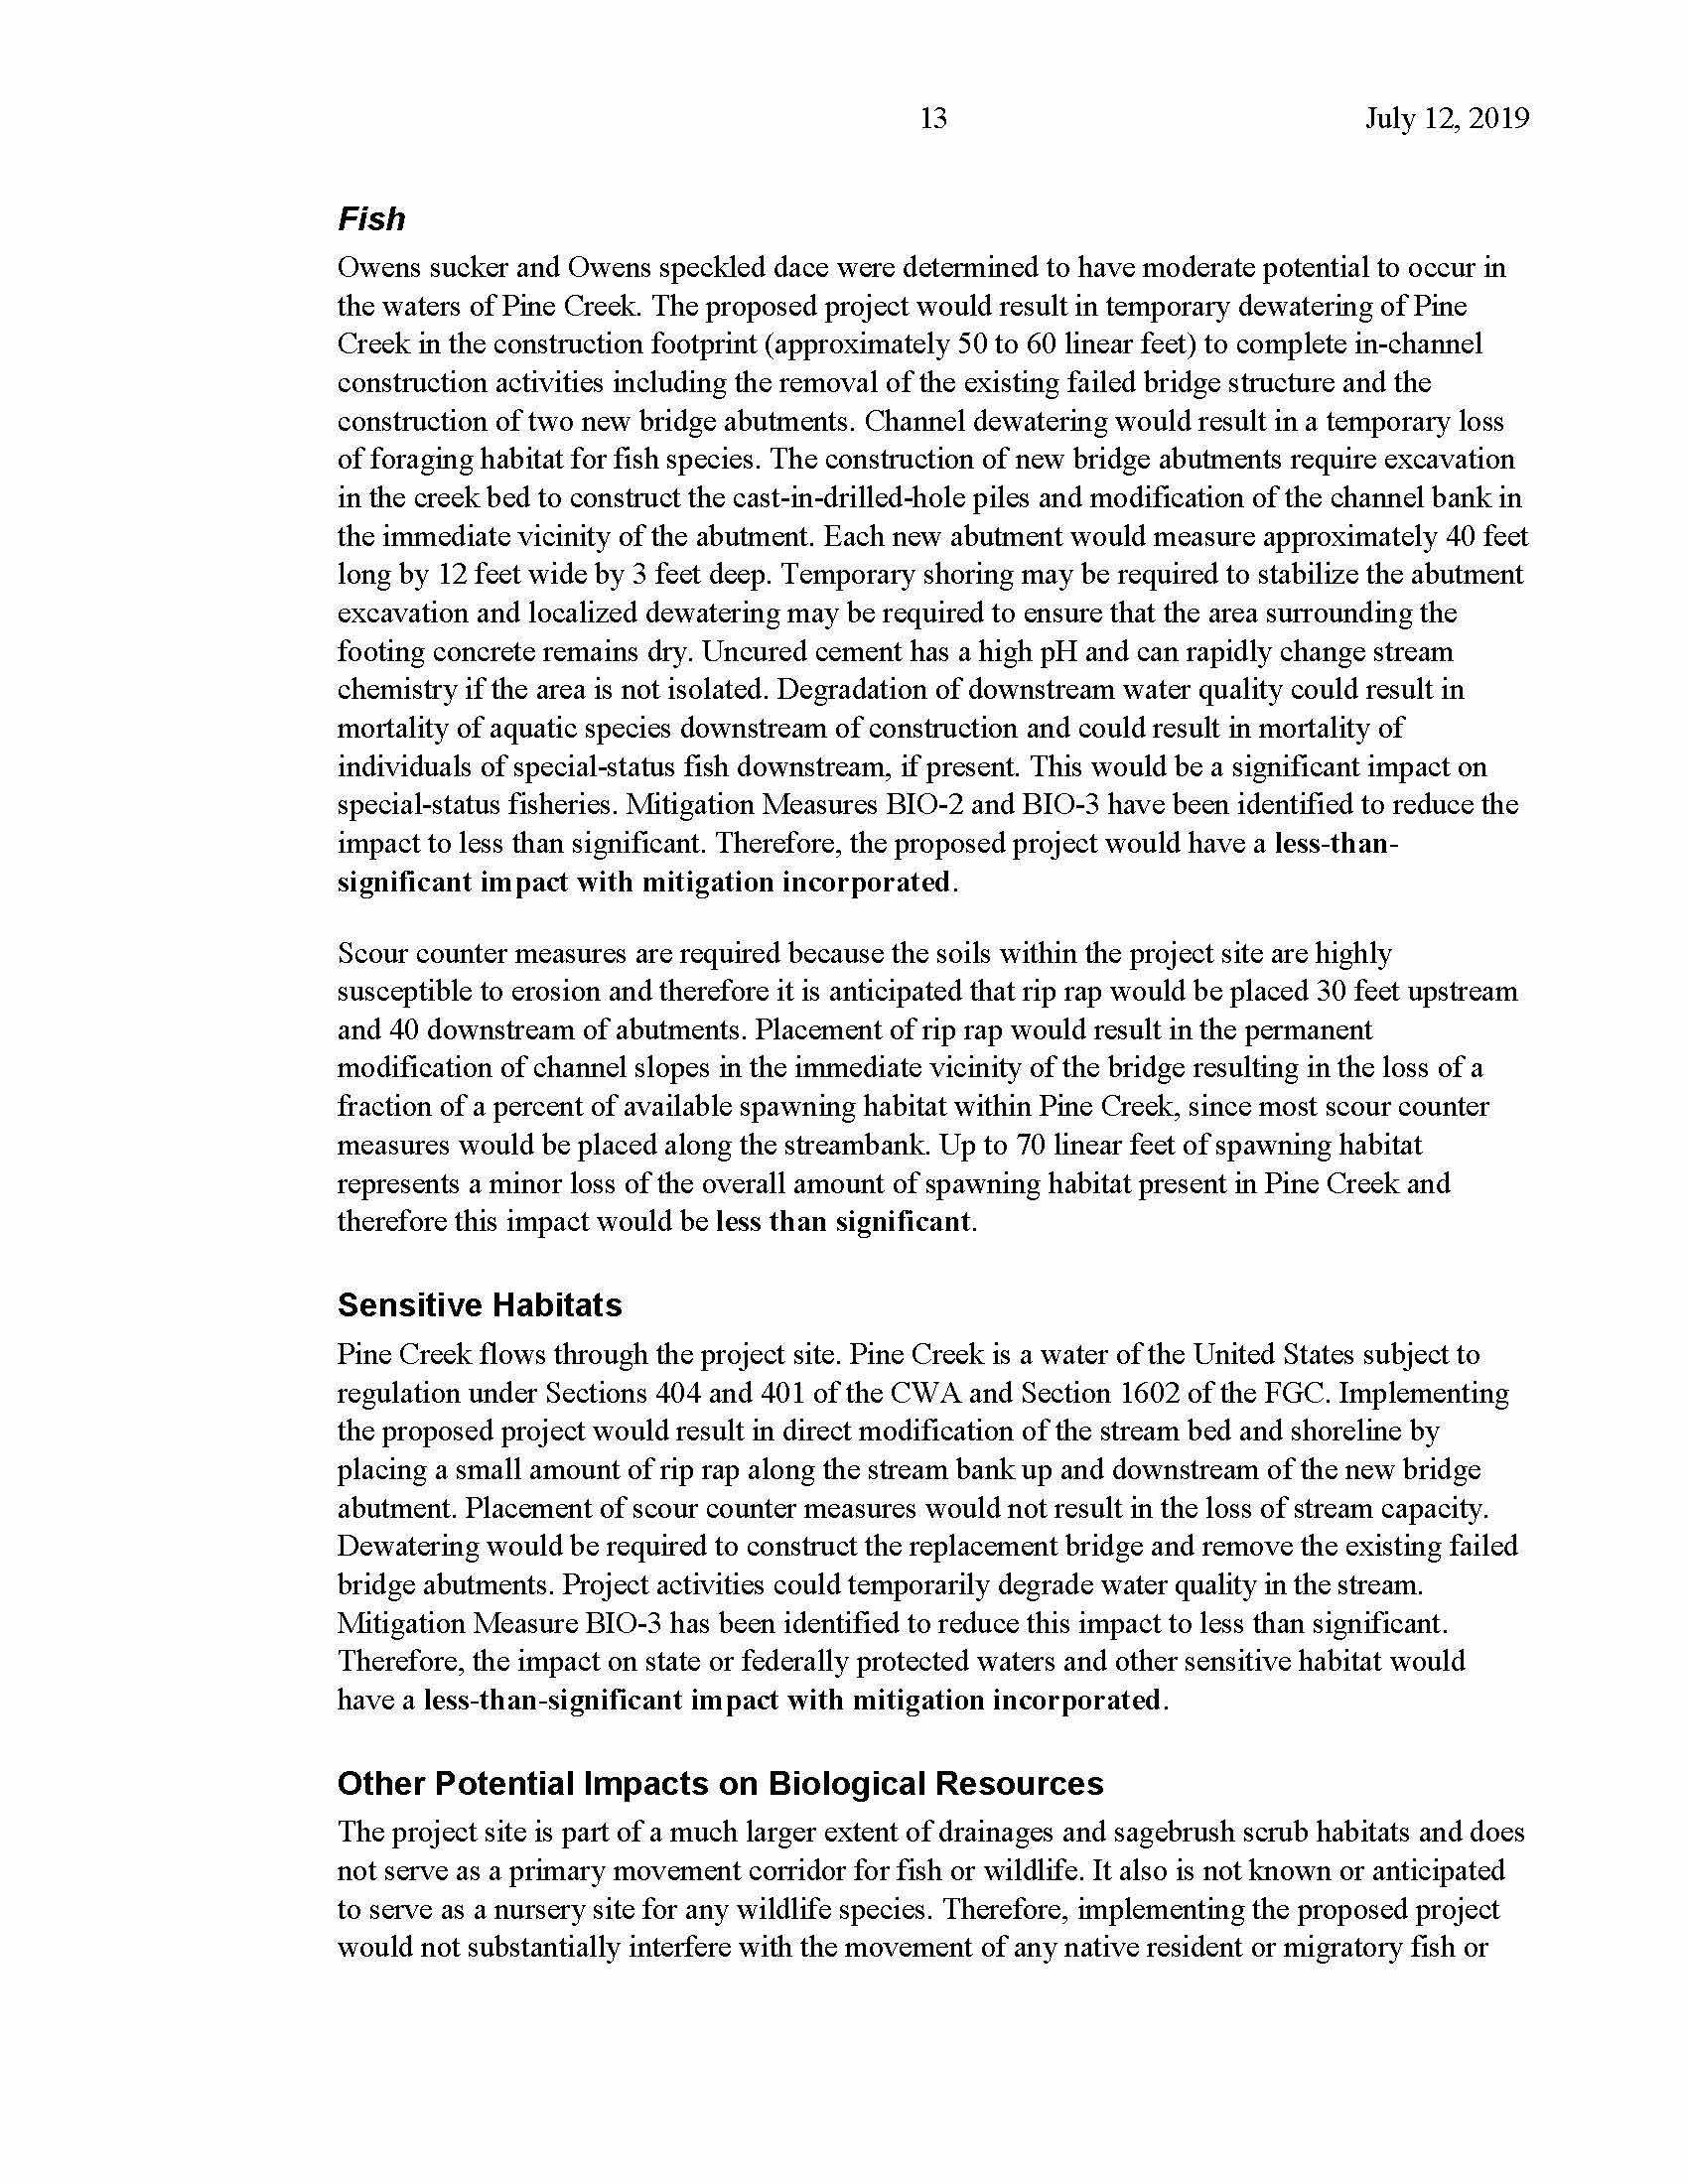 13 July 12, 2019
Fish
Owens sucker and Owens speckled dace were determined to have moderate potential to occur in
the waters of Pine Creek. The proposed project would result in temporary dewatering of Pine
Creek in the construction footprint (approximately 50 to 60 linear feet) to complete in-channel
construction activities including the removal of the existing failed bridge structure and the
construction of two new bridge abutments. Channel dewatering would result in a temporary loss
of foraging habitat for fish species. The construction of new bridge abutments require excavation
in the creek bed to construct the cast-in-drilled-hole piles and modification of the channel bank in
the immediate vicinity of the abutment. Each new abutment would measure approximately 40 feet
long by 12 feet wide by 3 feet deep. Temporary shoring may be required to stabilize the abutment
excavation and localized dewatering may be required to ensure that the area surrounding the
footing concrete remains dry. Uncured cement has a high pH and can rapidly change stream
chemistry if the area is not isolated. Degradation of downstream water quality could result in
mortality of aquatic species downstream of construction and could result in mortality of
individuals of special-status fish downstream, if present. This would be a significant impact on
special-status fisheries. Mitigation Measures BIO-2 and BIO-3 have been identified to reduce the
impact to less than significant. Therefore, the proposed project would have a less-than-
significant impact with mitigation incorporated.
Scour counter measures are required because the soils within the project site are highly
susceptible to erosion and therefore it is anticipated that rip rap would be placed 30 feet upstream
and 40 downstream of abutments. Placement of rip rap would result in the permanent
modification of channel slopes in the immediate vicinity of the bridge resulting in the loss of a
fraction of a percent of available spawning habitat within Pine Creek, since most scour counter
measures would be placed along the streambank. Up to 70 linear feet of spawning habitat
represents a minor loss of the overall amount of spawning habitat present in Pine Creek and
therefore this impact would be less than significant.
Sensitive Habitats
Pine Creek flows through the project site. Pine Creek is a water of the United States subject to
regulation under Sections 404 and 401 of the CWA and Section 1602 of the FGC. Implementing
the proposed project would result in direct modification of the stream bed and shoreline by
placing a small amount of rip rap along the stream bank up and downstream of the new bridge
abutment. Placement of scour counter measures would not result in the loss of stream capacity.
Dewatering would be required to construct the replacement bridge and remove the existing failed
bridge abutments. Project activities could temporarily degrade water quality in the stream.
Mitigation Measure BIO-3 has been identified to reduce this impact to less than significant.
Therefore, the impact on state or federally protected waters and other sensitive habitat would
have a less-than-significant impact with mitigation incorporated.
Other Potential Impacts on Biological Resources
The project site is part of a much larger extent of drainages and sagebrush scrub habitats and does
not serve as a primary movement corridor for fish or wildlife. It also is not known or anticipated
to serve as a nursery site for any wildlife species. Therefore, implementing the proposed project
would not substantially interfere with the movement of any native resident or migratory fish or